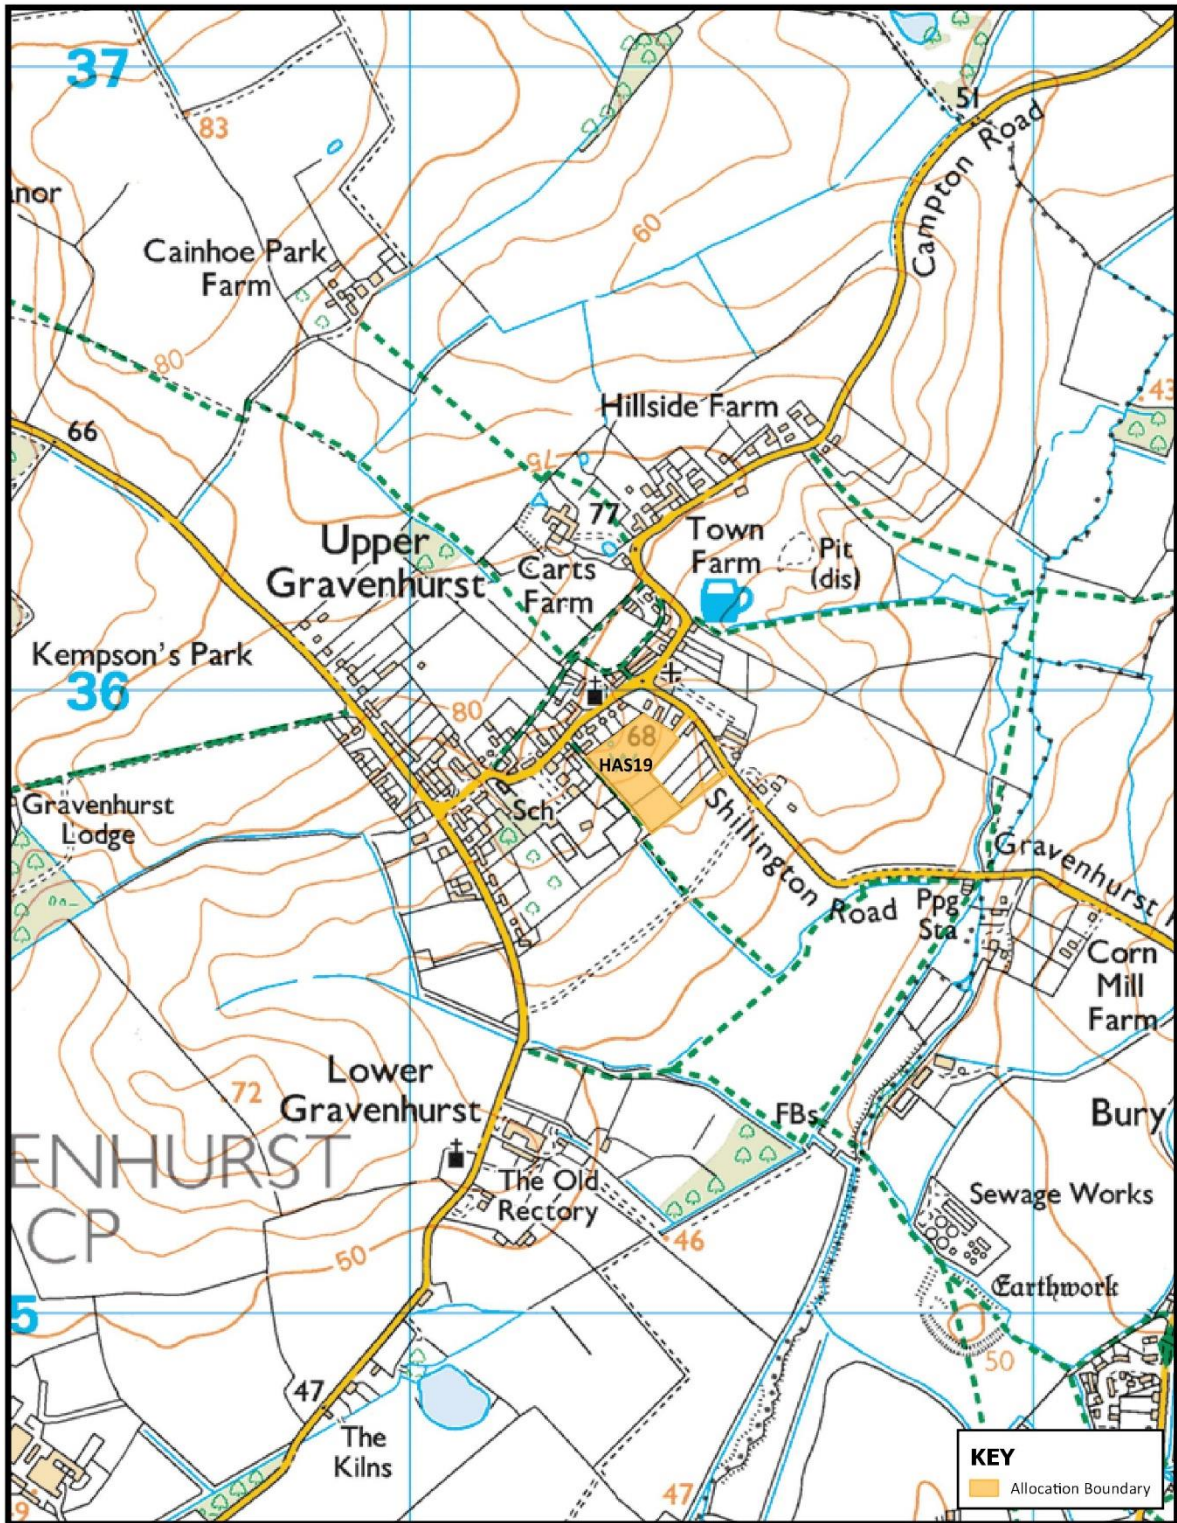 37
51
Campton Road
83
anor
60
Cainhoe Park
Farm
80
43
66
Hillside Farm
75
77
Upper
Gravenhurst
Town
Farm
Pit
(dis)
Carts
Farm
Kempson's Park
36
80
68
HAS19
Gravenhurst
Lodge
Sch
Shillington Road
Gravenhurst
Ppg
Sta
Corn
Mill
Farm
Lower
Gravenhurst
72
FBs
Bury
ENHURST
CP
The Old
Rectory
Sewage Works
46
50
Earthwork
5
50
47
The
Kilns
KEY
Allocation Boundary
47
9